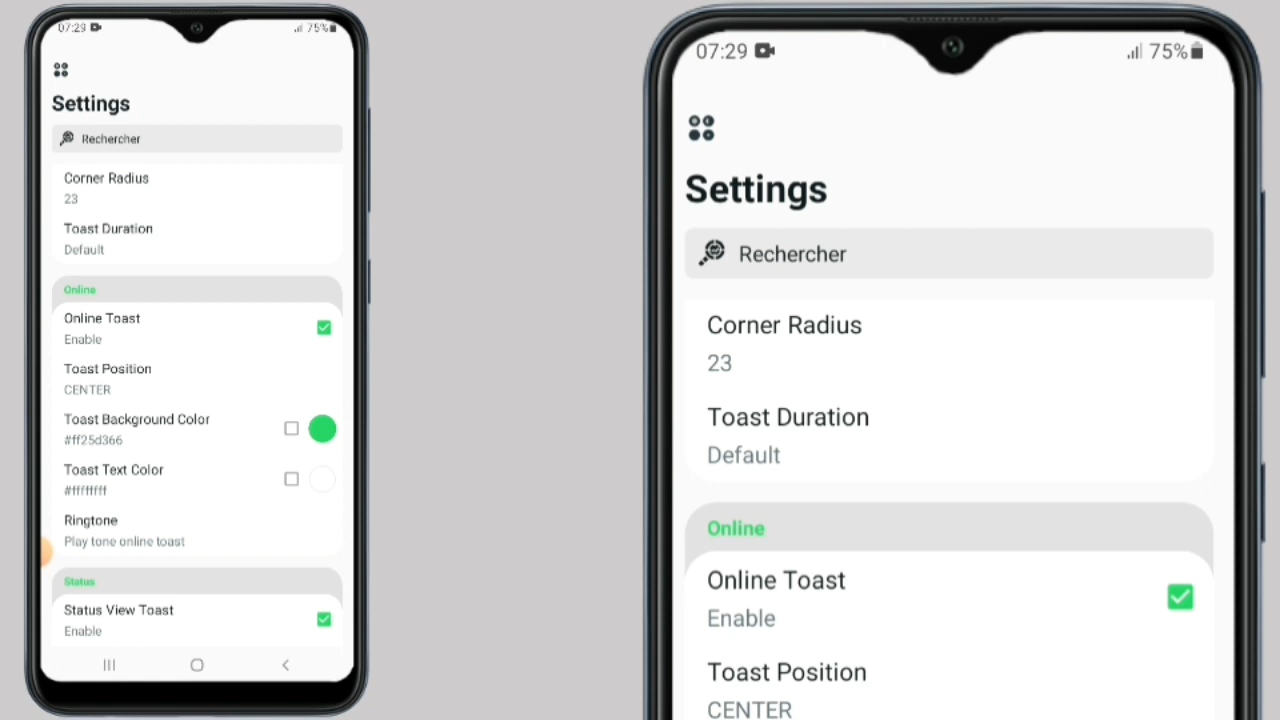 07:29
75%
Settings
Rechercher
Corner Radius
23
Toast Duration
Default
Online
Online Toast
Enable
Toast Position
CENTER
Toast Background Color
#ff25d366
Toast Text Color
#ffffffff
Ringtone
Play tone online toast
Status
Status View Toast
Enable
07:29
75%
Settings
Rechercher
Corner Radius
23
Toast Duration
Default
Online
Online Toast
Enable
Toast Position
CENTER